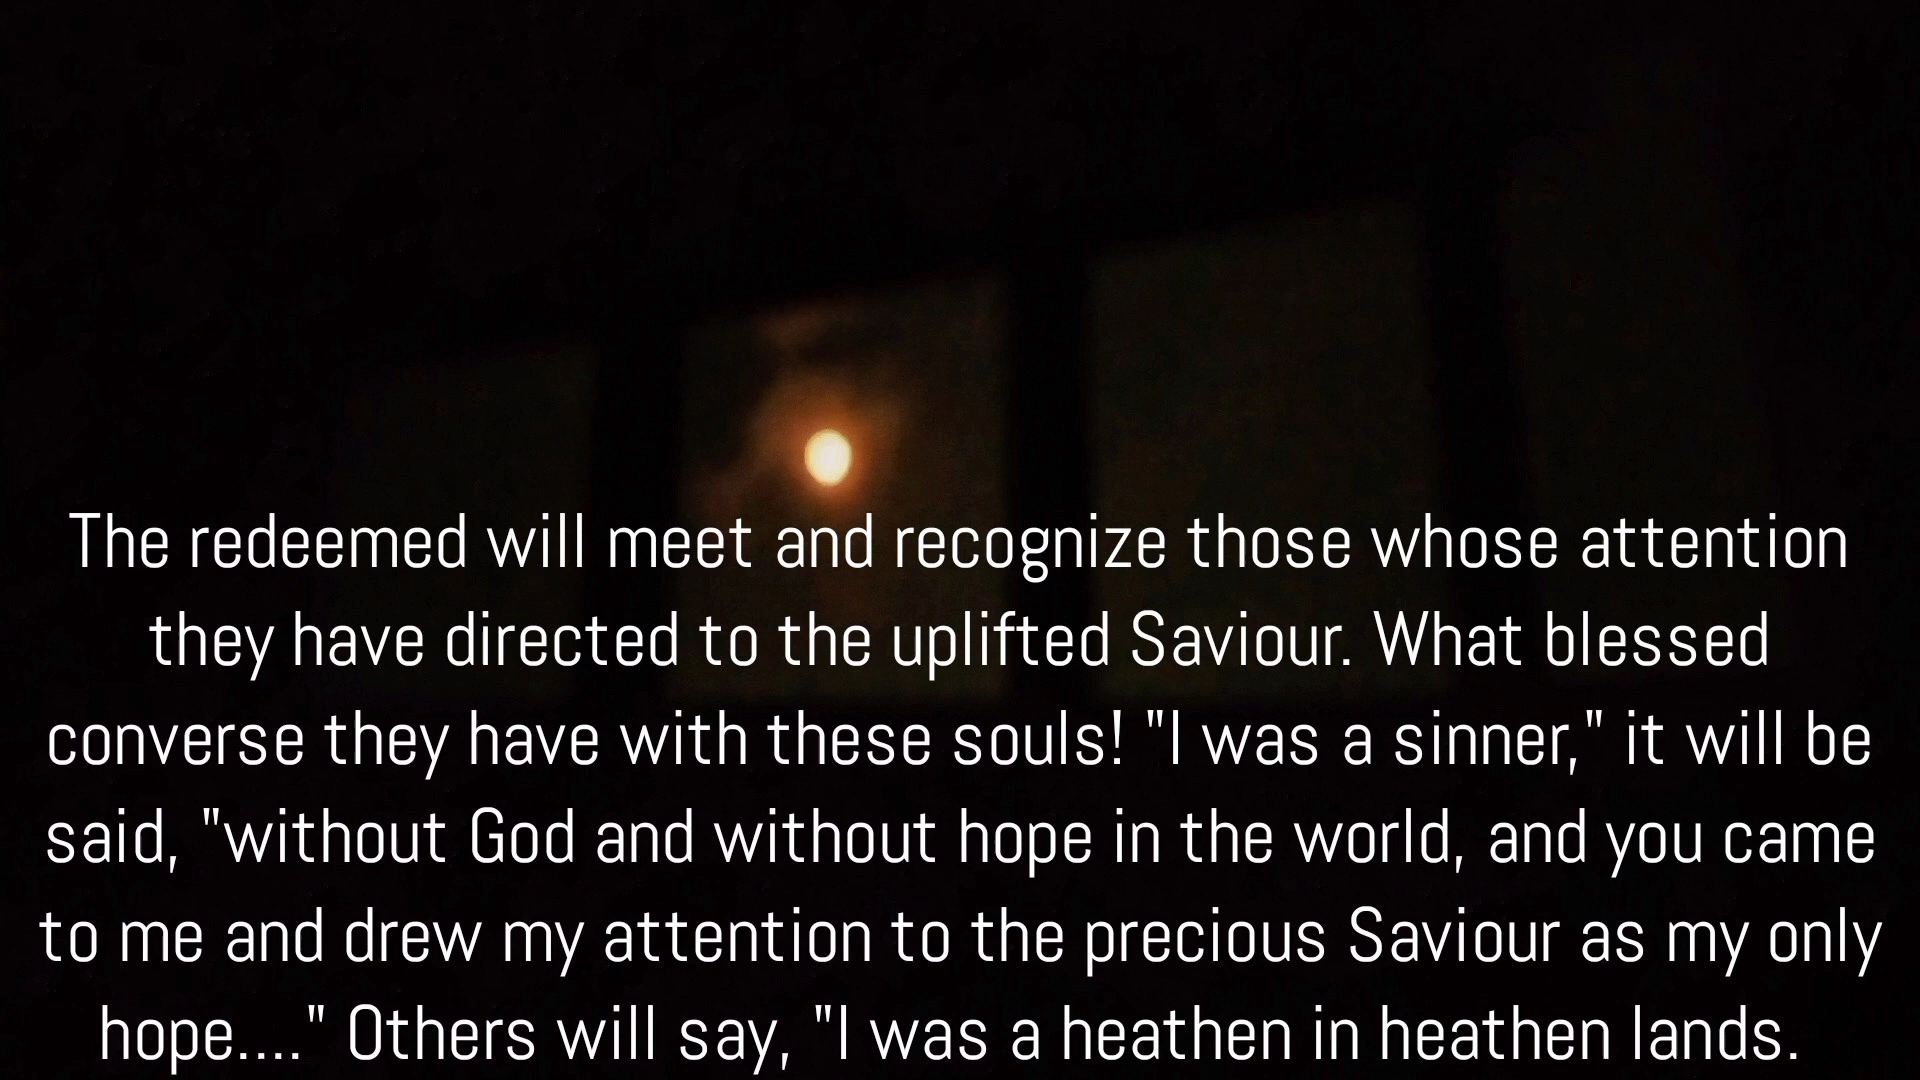 The redeemed will meet and recognize those whose attention
they have directed to the uplifted Saviour. What blessed
converse they have with these souls! "I was a sinner," it will be
said, "without God and without hope in the world, and you came
to me and drew my attention to the precious Saviour as my only
hope...." Others will say, "I was a heathen in heathen lands.